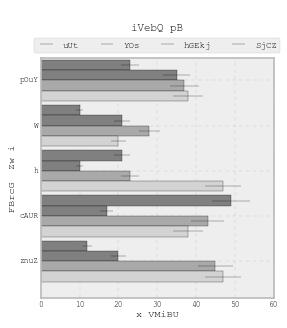 iVebQ pB
uUt YOs hGEkj SjCZ
pOuY
W
h
cAUR
znuZ
FBrcG Zw i
0 10 20 30 40 50 60
x VMiBU